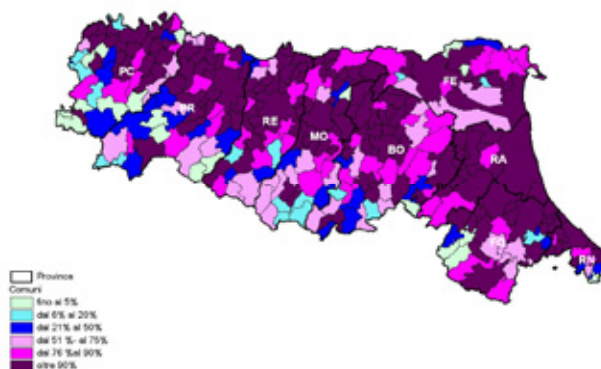 PC
PR
RE
MO
BO
FE
RA
FO
RN
Province
Comuni
fino al 5%
dal 6% al 20%
dal 21% al 50%
dal 51 %- al 75%
dal 76 %al 90%
oltre 90%